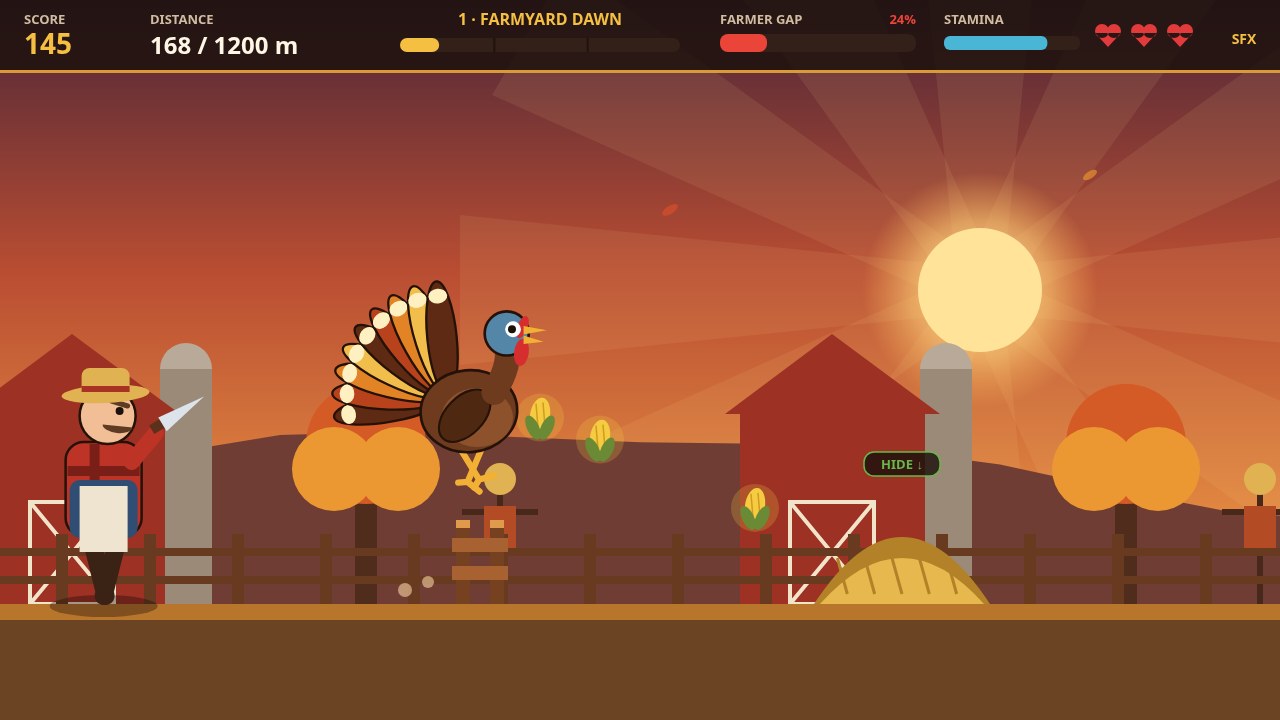 SCORE
145
DISTANCE
168 / 1200 m
1 · FARMYARD DAWN
FARMER GAP
24%
STAMINA
SFX
HIDE ↓